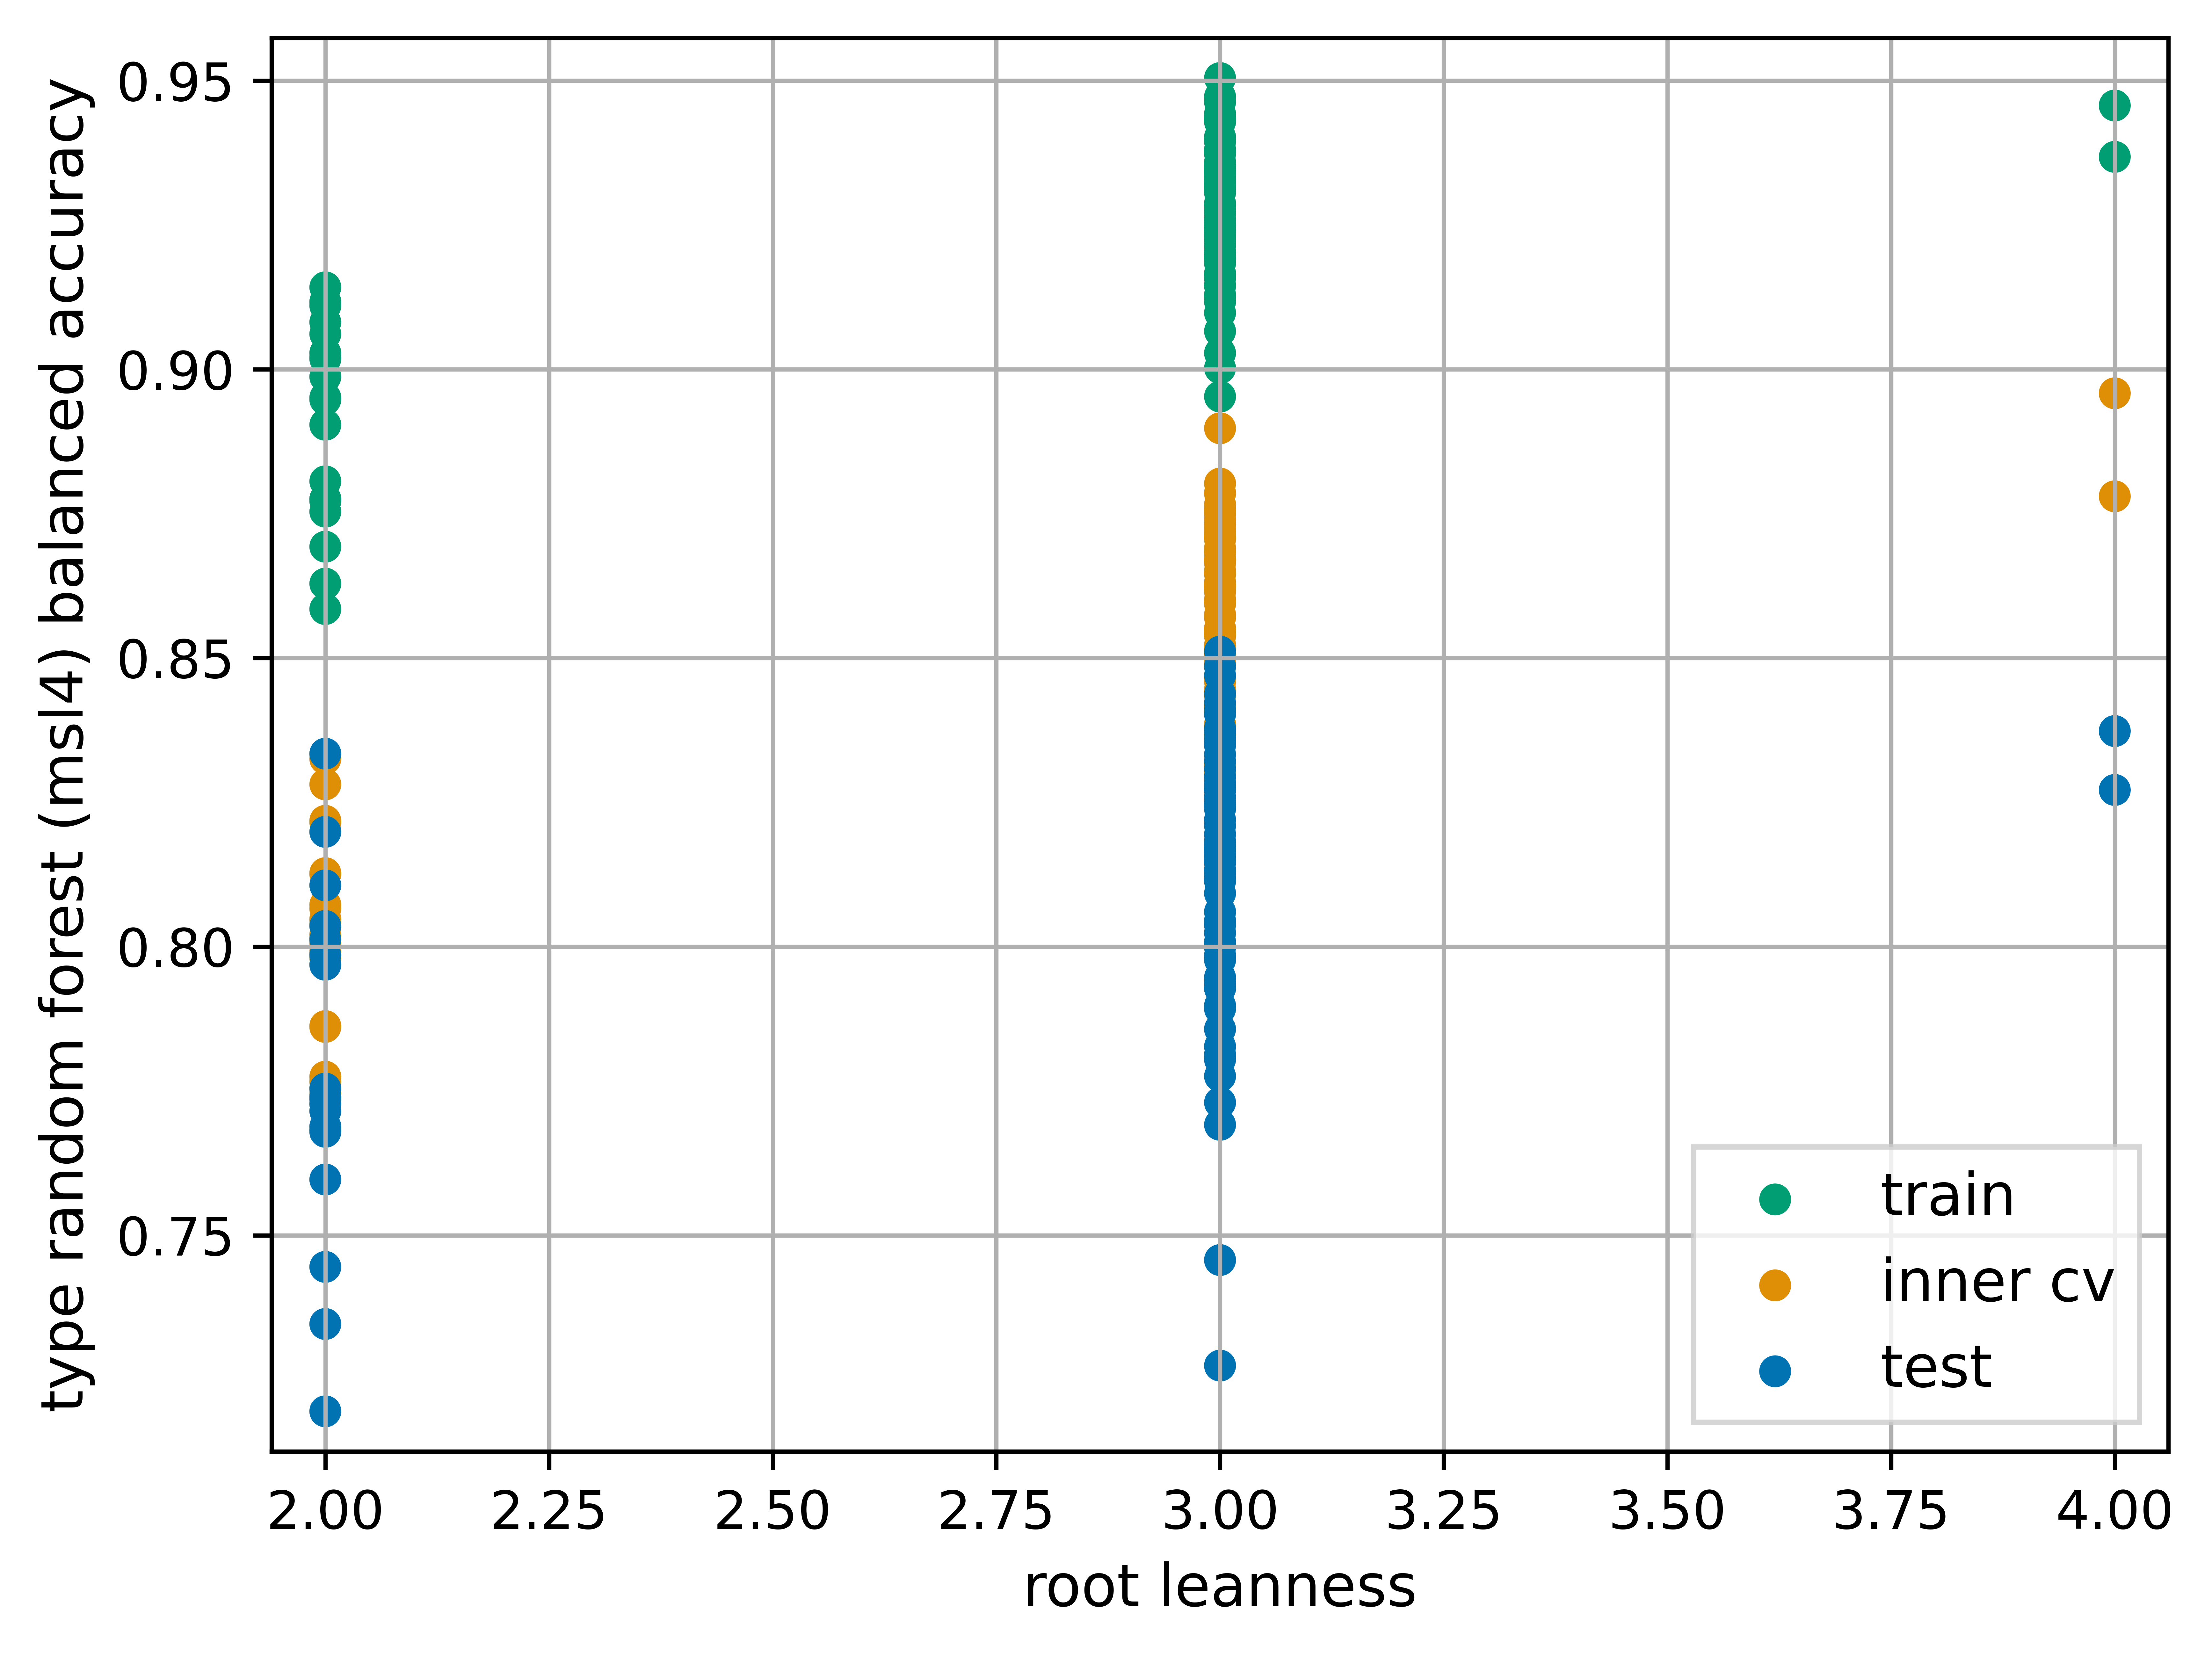 type random forest (msl4) balanced accuracy
0.95
0.90
0.85
0.80
0.75
2.00 2.25 2.50 2.75 3.00 3.25 3.50 3.75 4.00
root leanness
train
inner cv
test